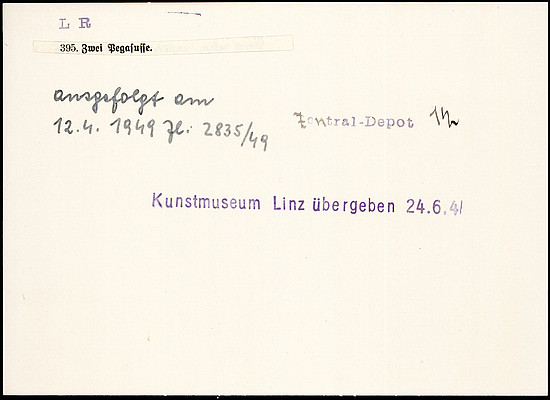 L R
395. Zwei Pegasusse.
ausgefolgt am
12.4. 1949 Zl: 2835/49
Zentral-Depot
Kunstmuseum Linz übergeben 24.6.41